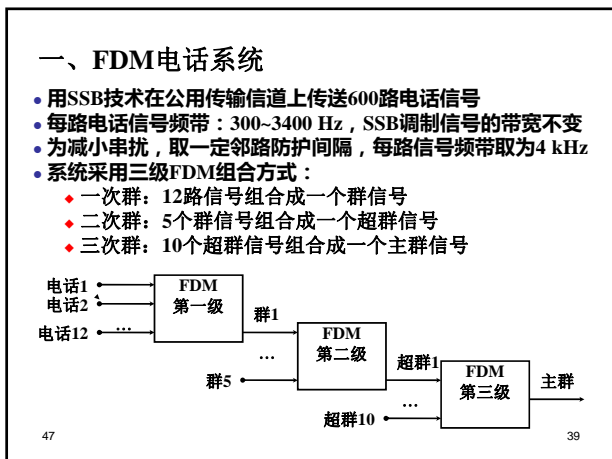 一、FDM电话系统
用SSB技术在公用传输信道上传送600路电话信号
每路电话信号频带：300~3400 Hz，SSB调制信号的带宽不变
为减小串扰，取一定邻路防护间隔，每路信号频带取为4 kHz
系统采用三级FDM组合方式：
一次群：12路信号组合成一个群信号
二次群：5个群信号组合成一个超群信号
三次群：10个超群信号组合成一个主群信号
电话1
电话2
电话12
…
FDM
第一级
群1
…
群5
FDM
第二级
超群1
…
超群10
FDM
第三级
主群
47
39